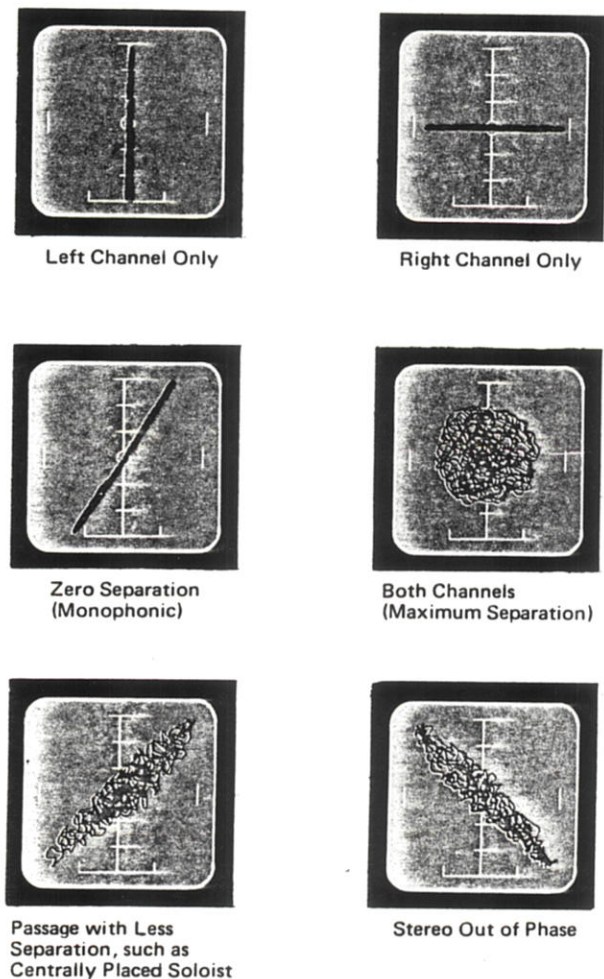 Left Channel Only
Right Channel Only
Zero Separation
(Monophonic)
Both Channels
(Maximum Separation)
Passage with Less
Separation, such as
Centrally Placed Soloist
Stereo Out of Phase